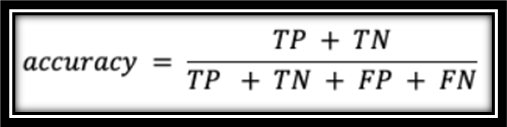 TP + TN
accuracy =
TP + TN + FP + FN